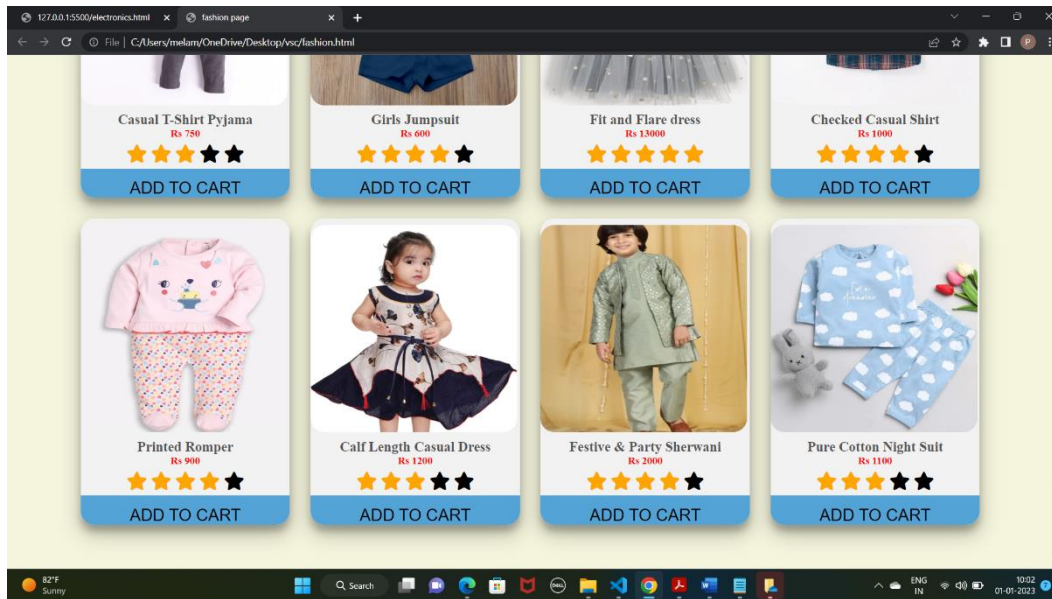 127.0.0.1:5500/electronics.html
fashion page
File | C:/Users/melam/OneDrive/Desktop/vsc/fashion.html
P
Casual T-Shirt Pyjama
Rs 750
ADD TO CART
Girls Jumpsuit
Rs 600
ADD TO CART
Fit and Flare dress
Rs 13000
ADD TO CART
Checked Casual Shirt
Rs 1000
ADD TO CART
Printed Romper
Rs 900
ADD TO CART
Calf Length Casual Dress
Rs 1200
ADD TO CART
Festive & Party Sherwani
Rs 2000
ADD TO CART
I'm a
dreamer
Pure Cotton Night Suit
Rs 1100
ADD TO CART
82°F
Sunny
Search
DELL
ENG
IN
10:02
01-01-2023